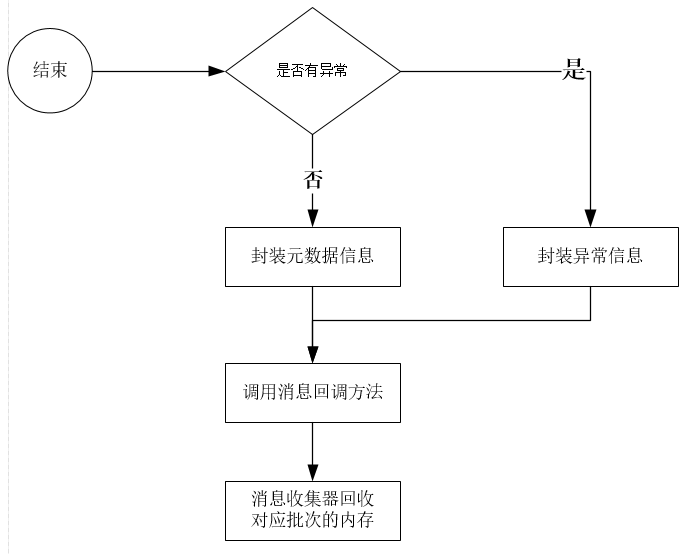 结束
是否有异常
是
否
封装元数据信息
封装异常信息
调用消息回调方法
消息收集器回收
对应批次的内存